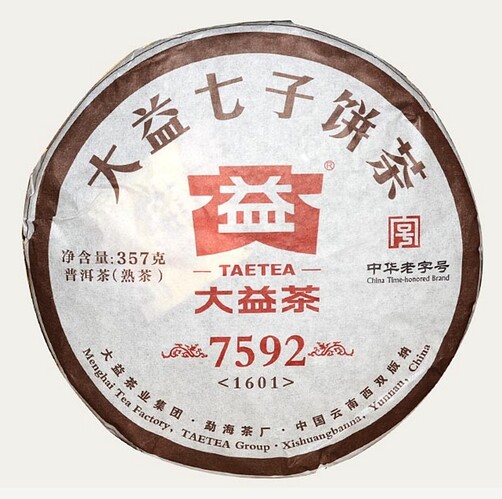 大益七子饼茶
益
®
TAETEA
大益茶
净含量:357克
普洱茶(熟茶)
号
中华老字号
China Time-honored Brand
7592
<1601>
大益茶业集团·勐海茶厂·中国云南西双版纳
Menghai Tea Factory, TAETEA Group·Xishuangbanna, Yunnan, China